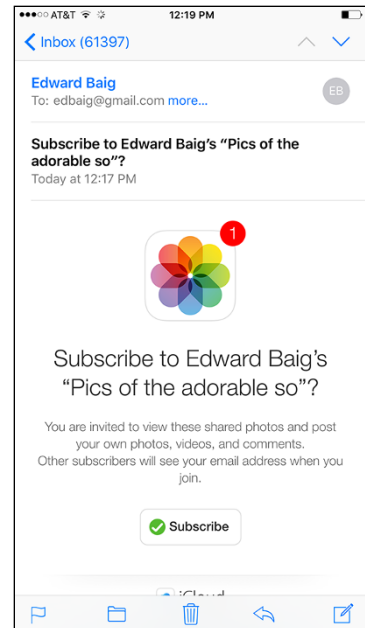 AT&T 12:19 PM
Inbox (61397)
Edward Baig
EB
To: edbaig@gmail.com more...
Subscribe to Edward Baig's “Pics of the
adorable so”?
Today at 12:17 PM
1
Subscribe to Edward Baig's
“Pics of the adorable so”?
You are invited to view these shared photos and post
your own photos, videos, and comments.
Other subscribers will see your email address when you
join.
Subscribe
iCloud